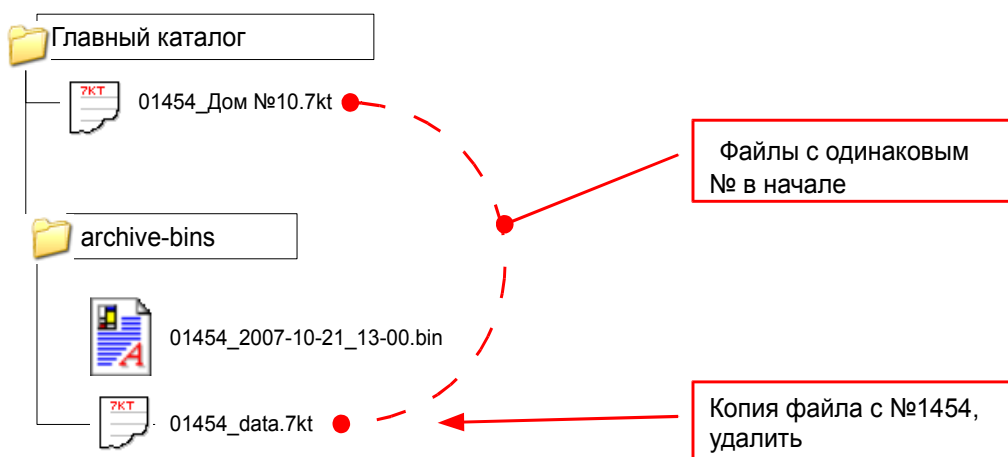 Главный каталог
7KT
01454_Дом №10.7kt
Файлы с одинаковым
№ в начале
archive-bins
01454_2007-10-21_13-00.bin
7KT
01454_data.7kt
Копия файла с №1454,
удалить